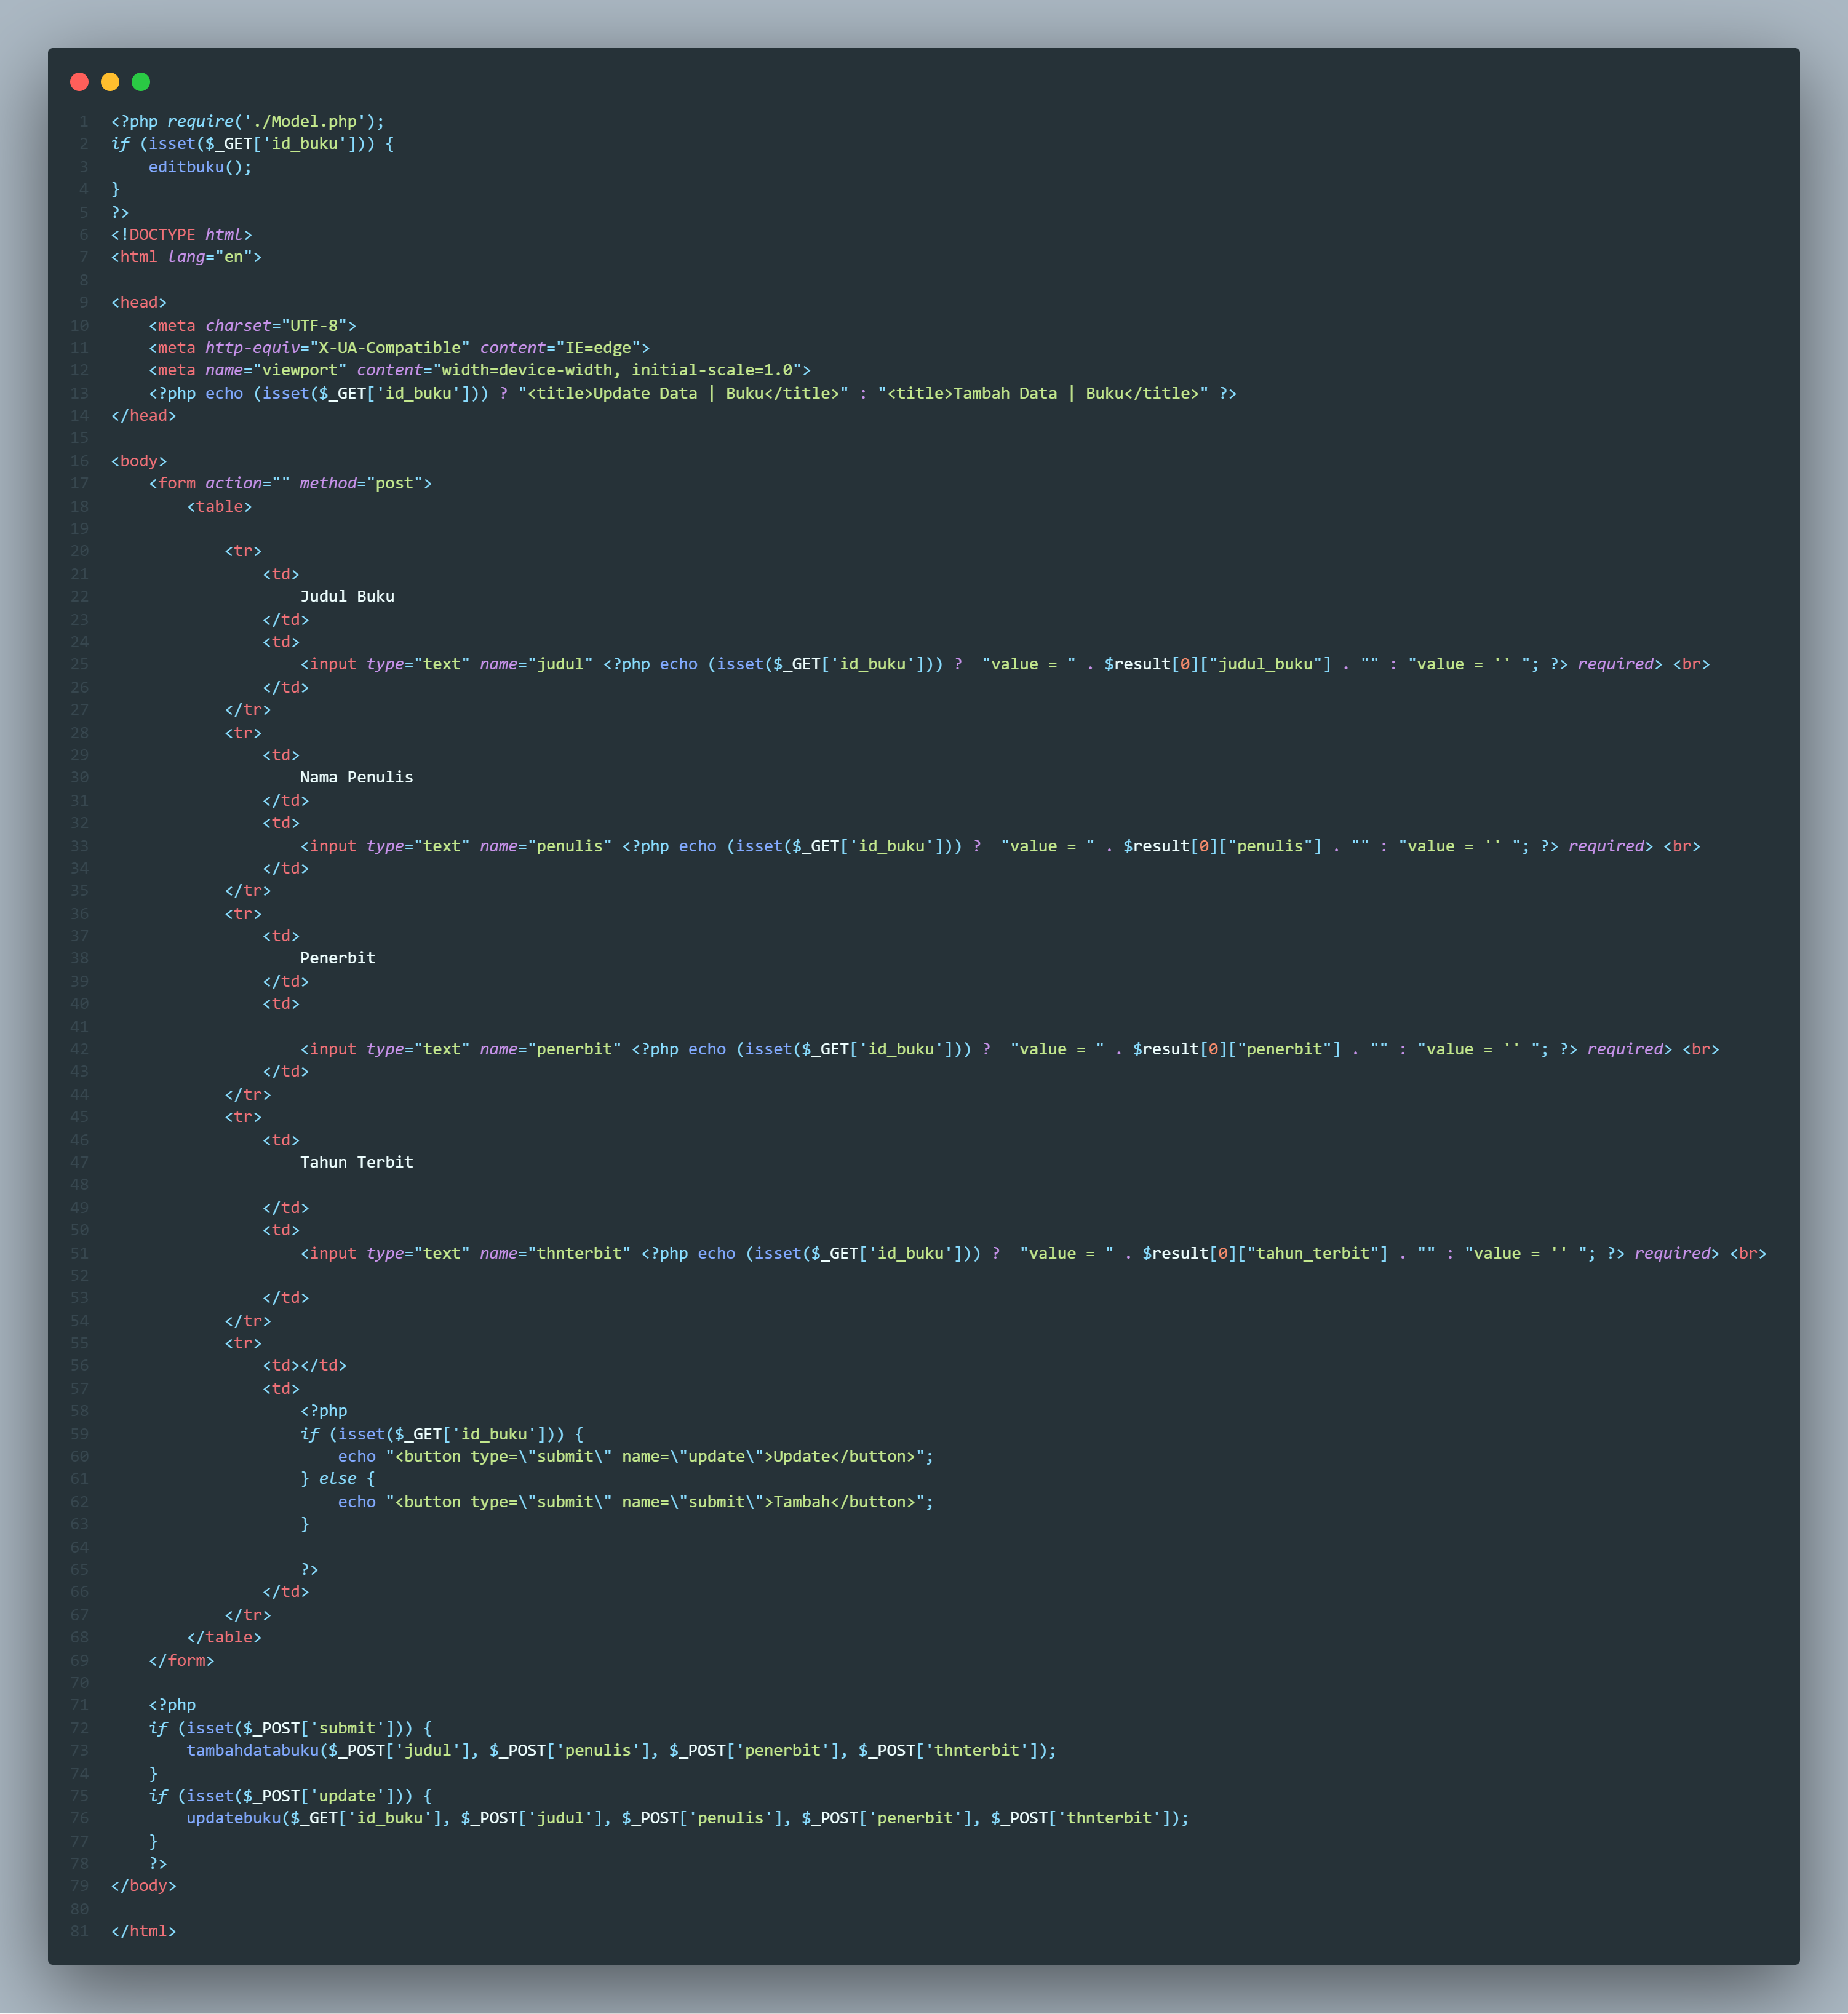 1 <?php require('./Model.php');
2 if (isset($_GET['id_buku'])) {
3     editbuku();
4 }
5 ?>
6 <!DOCTYPE html>
7 <html lang="en">
8
9 <head>
10     <meta charset="UTF-8">
11     <meta http-equiv="X-UA-Compatible" content="IE=edge">
12     <meta name="viewport" content="width=device-width, initial-scale=1.0">
13     <?php echo (isset($_GET['id_buku'])) ? "<title>Update Data | Buku</title>" : "<title>Tambah Data | Buku</title>" ?>
14 </head>
15
16 <body>
17     <form action="" method="post">
18         <table>
19
20             <tr>
21                 <td>
22                     Judul Buku
23                 </td>
24                 <td>
25                     <input type="text" name="judul" <?php echo (isset($_GET['id_buku'])) ?  "value = " . $result[0]["judul_buku"] . "" : "value = '' "; ?> required> <br>
26                 </td>
27             </tr>
28             <tr>
29                 <td>
30                     Nama Penulis
31                 </td>
32                 <td>
33                     <input type="text" name="penulis" <?php echo (isset($_GET['id_buku'])) ?  "value = " . $result[0]["penulis"] . "" : "value = '' "; ?> required> <br>
34                 </td>
35             </tr>
36             <tr>
37                 <td>
38                     Penerbit
39                 </td>
40                 <td>
41
42                     <input type="text" name="penerbit" <?php echo (isset($_GET['id_buku'])) ?  "value = " . $result[0]["penerbit"] . "" : "value = '' "; ?> required> <br>
43                 </td>
44             </tr>
45             <tr>
46                 <td>
47                     Tahun Terbit
48
49                 </td>
50                 <td>
51                     <input type="text" name="thnterbit" <?php echo (isset($_GET['id_buku'])) ?  "value = " . $result[0]["tahun_terbit"] . "" : "value = '' "; ?> required> <br>
52
53                 </td>
54             </tr>
55             <tr>
56                 <td></td>
57                 <td>
58                     <?php
59                     if (isset($_GET['id_buku'])) {
60                         echo "<button type=\"submit\" name=\"update\">Update</button>";
61                     } else {
62                         echo "<button type=\"submit\" name=\"submit\">Tambah</button>";
63                     }
64
65                     ?>
66                 </td>
67             </tr>
68         </table>
69     </form>
70
71     <?php
72     if (isset($_POST['submit'])) {
73         tambahdatabuku($_POST['judul'], $_POST['penulis'], $_POST['penerbit'], $_POST['thnterbit']);
74     }
75     if (isset($_POST['update'])) {
76         updatebuku($_GET['id_buku'], $_POST['judul'], $_POST['penulis'], $_POST['penerbit'], $_POST['thnterbit']);
77     }
78     ?>
79 </body>
80
81 </html>